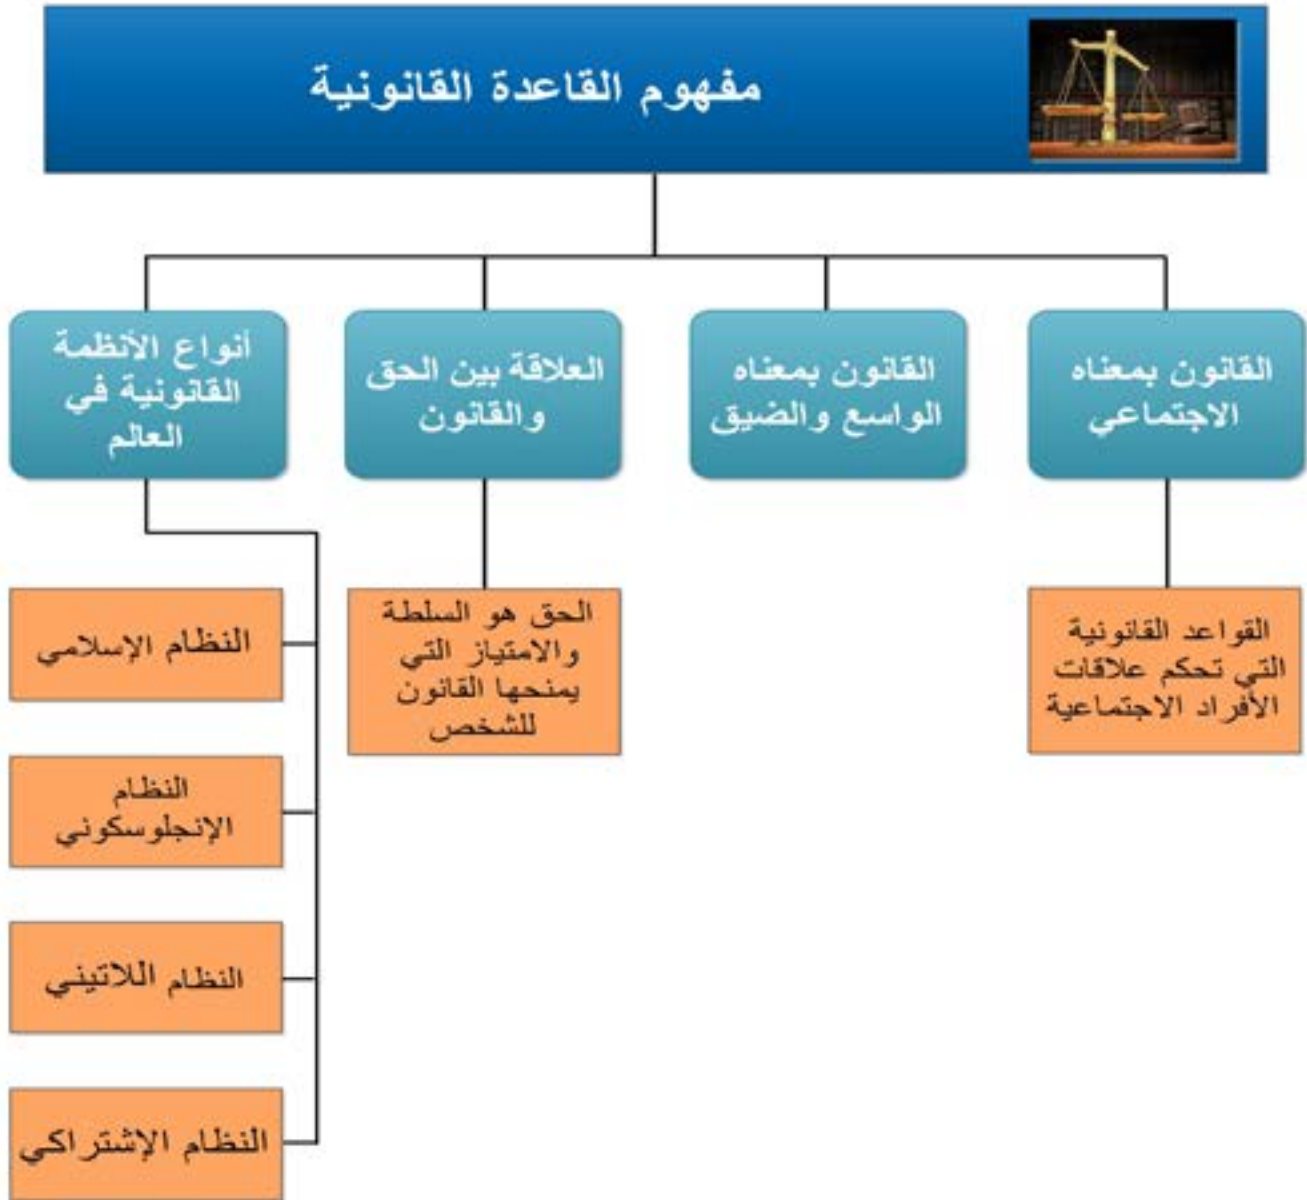 مفهوم القاعدة القانونية
القانون بمعناه
الاجتماعي
القانون بمعناه
الواسع والضيق
العلاقة بين الحق
والقانون
أنواع الأنظمة
القانونية في
العالم
القواعد القانونية
التي تحكم علاقات
الأفراد الاجتماعية
الحق هو السلطة
والامتياز التي
يمنحها القانون
للشخص
النظام الإسلامي
النظام
الإنجلوسكوني
النظام اللاتيني
النظام الإشتراكي